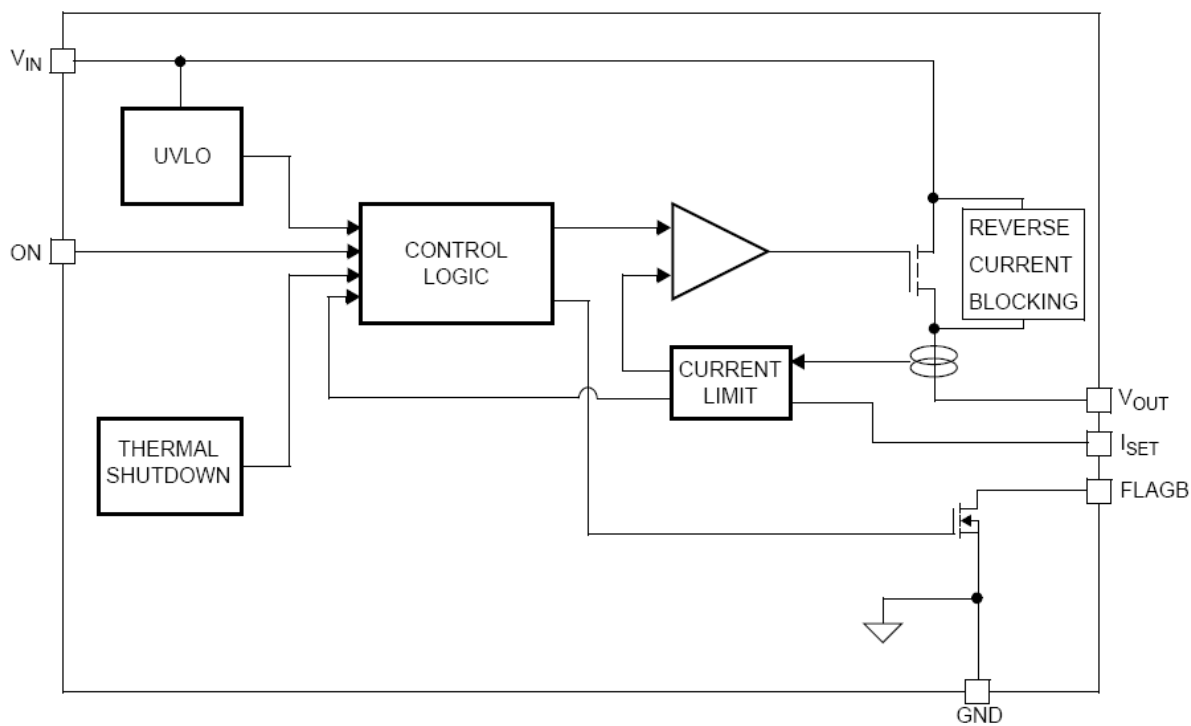 VIN
UVLO
ON
CONTROL
LOGIC
REVERSE
CURRENT
BLOCKING
CURRENT
LIMIT
VOUT
ISET
THERMAL
SHUTDOWN
FLAGB
GND